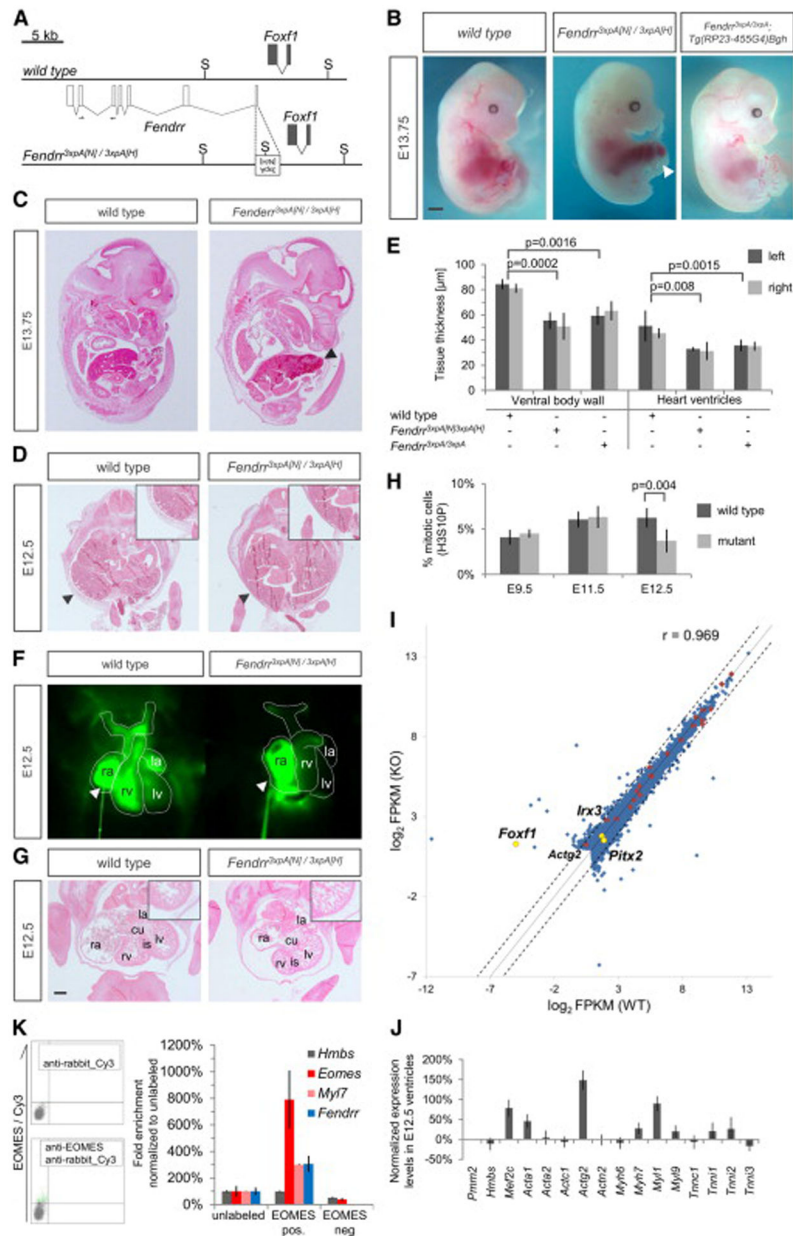 A
5 kb
Foxf1
S
S
wild type
Fendrr
Foxf1
S
S
S
Fendrr3xpA[N] / 3xpA[H]
3xpA
[N/H]
B
wild type
Fendrr3xpA[N] / 3xpA[H]
Fendrr3xpA/3xpA;
Tg(RP23-455G4)Bgh
E13.75
C
wild type
Fenderr3xpA[N] / 3xpA[H]
E13.75
D
wild type
Fendrr3xpA[N] / 3xpA[H]
E12.5
E
Tissue thickness [µm]
100
80
60
40
20
0
p=0.0016
p=0.0002
p=0.0015
p=0.008
left
right
Ventral body wall
Heart ventricles
wild type + - - + - -
Fendrr3xpA[N]/3xpA[H] - + - - + -
Fendrr3xpA/3xpA - - + - - +
F
wild type
Fendrr3xpA[N] / 3xpA[H]
E12.5
ra
rv
la
lv
ra
rv
la
lv
G
wild type
Fendrr3xpA[N] / 3xpA[H]
E12.5
la
ra
cu
is
lv
rv
la
ra
cu
lv
rv
is
H
% mitotic cells
(H3S10P)
10%
5%
0%
p=0.004
wild type
mutant
E9.5
E11.5
E12.5
I
r = 0.969
log2 FPKM (KO)
13
8
3
-2
-7
Irx3
Foxf1
Actg2
Pitx2
-12
-7
-2
3
8
13
log2 FPKM (WT)
J
Normalized expression
levels in E12.5 ventricles
200%
150%
100%
50%
0%
-50%
Pmm2
Hmbs
Mef2c
Acta1
Acta2
Actc1
Actg2
Actn2
Myh6
Myh7
Myl1
Myl9
Tnnc1
Tnni1
Tnni2
Tnni3
K
EOMES / Cy3
anti-rabbit_Cy3
anti-EOMES
anti-rabbit_Cy3
Fold enrichment
normalized to unlabeled
1200%
1000%
800%
600%
400%
200%
0%
Hmbs
Eomes
Myl7
Fendrr
unlabeled
EOMES
pos.
EOMES
neg